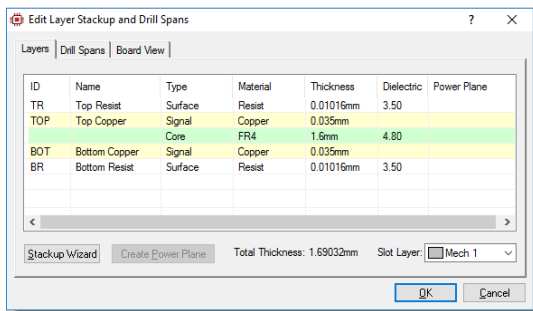 Edit Layer Stackup and Drill Spans ? ×
Layers Drill Spans Board View
ID Name Type Material Thickness Dielectric Power Plane
TR Top Resist Surface Resist 0.01016mm 3.50
TOP Top Copper Signal Copper 0.035mm
Core FR4 1.6mm 4.80
BOT Bottom Copper Signal Copper 0.035mm
BR Bottom Resist Surface Resist 0.01016mm 3.50
Stackup Wizard Create Power Plane Total Thickness: 1.69032mm Slot Layer: Mech 1
OK Cancel